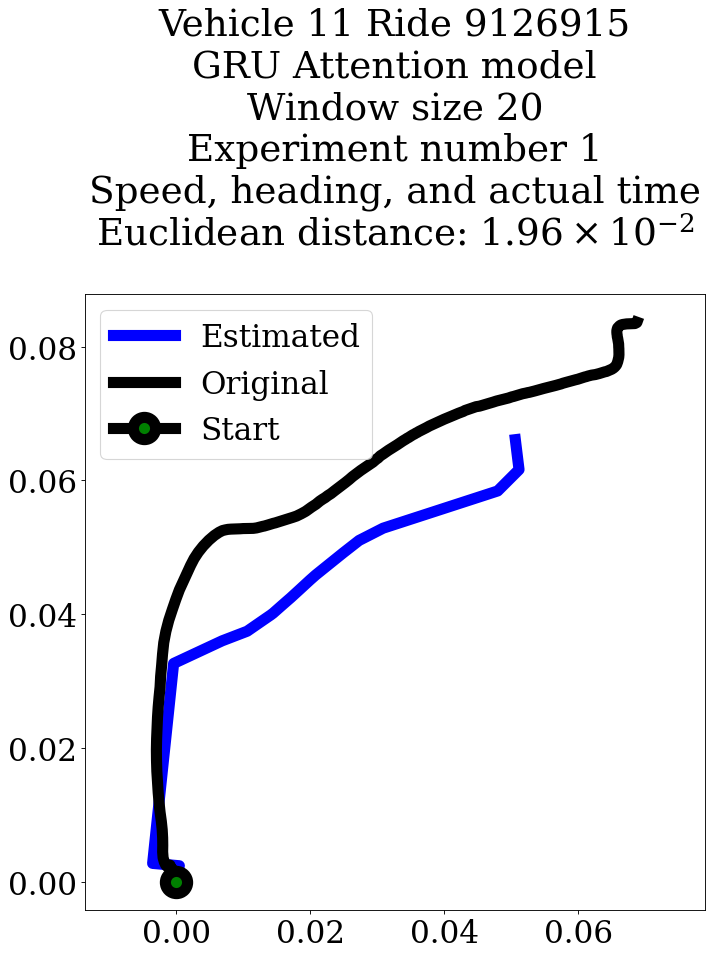 Vehicle 11 Ride 9126915
GRU Attention model
Window size 20
Experiment number 1
Speed, heading, and actual time
Euclidean distance: 1.96 × 10⁻²
Estimated
Original
Start
0.08
0.06
0.04
0.02
0.00
0.00 0.02 0.04 0.06